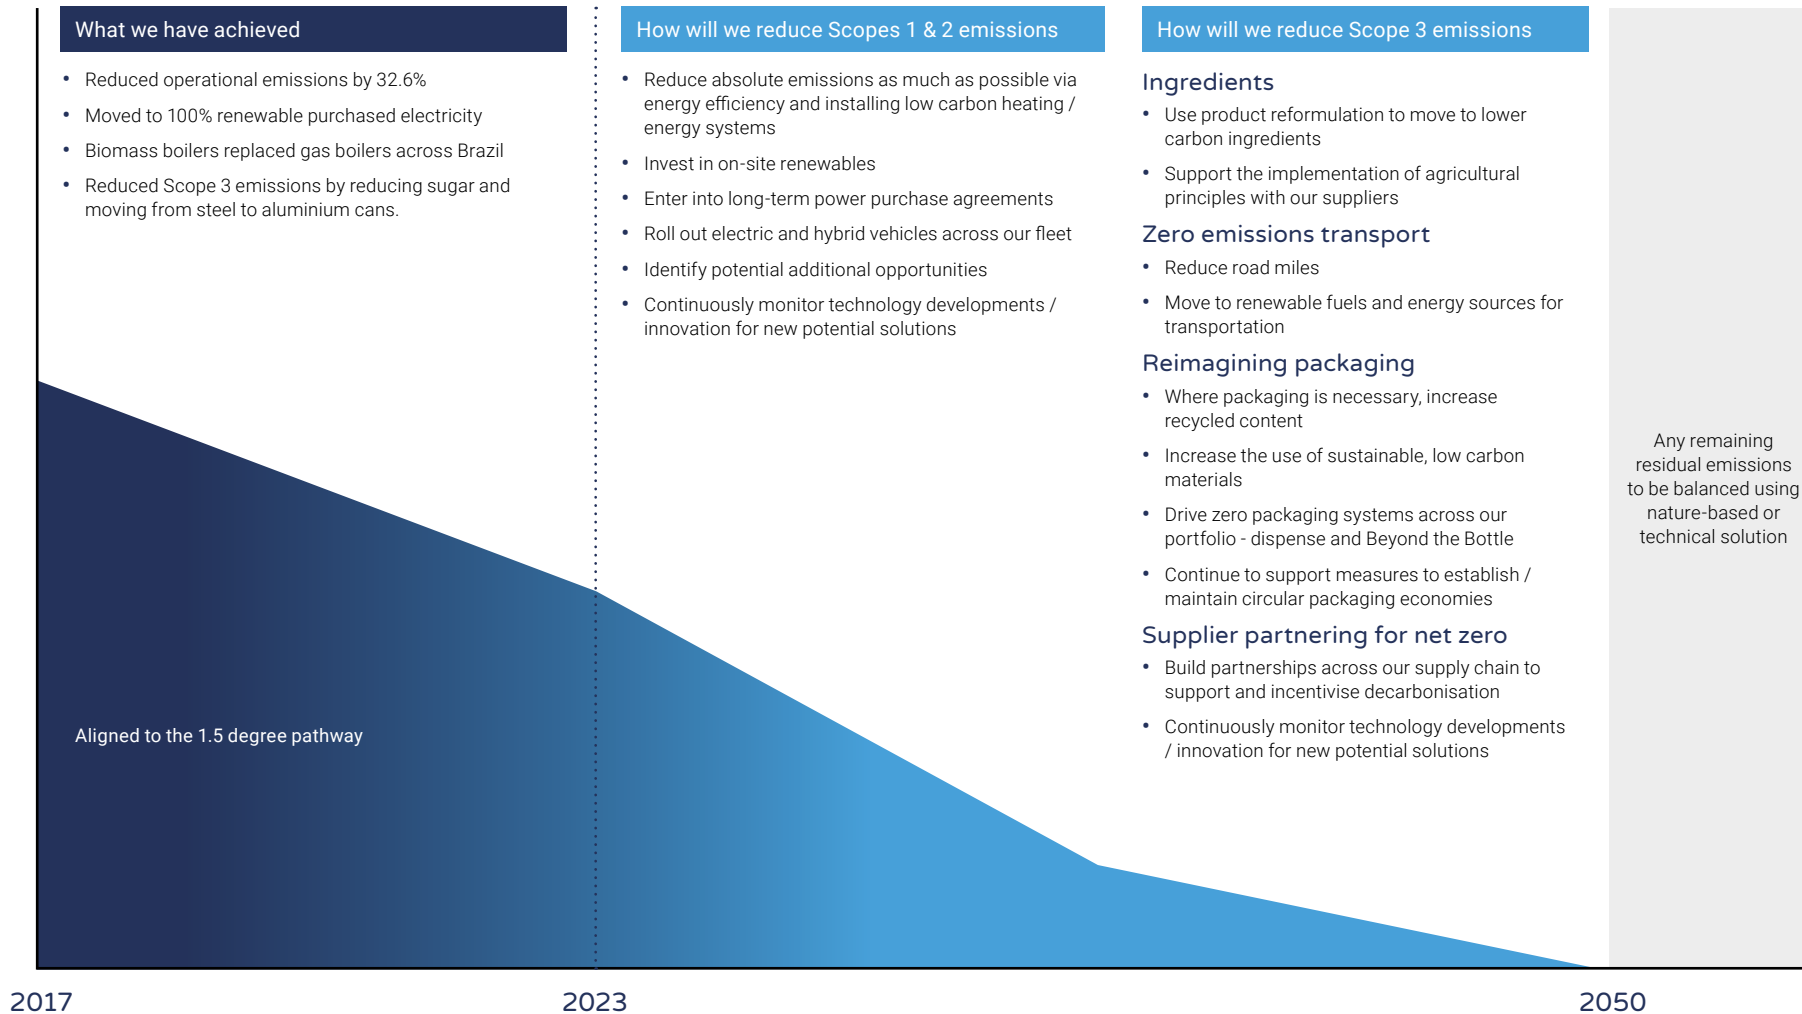 What we have achieved
• Reduced operational emissions by 32.6%
• Moved to 100% renewable purchased electricity
• Biomass boilers replaced gas boilers across Brazil
• Reduced Scope 3 emissions by reducing sugar and
moving from steel to aluminium cans.
How will we reduce Scopes 1 & 2 emissions
• Reduce absolute emissions as much as possible via
energy efficiency and installing low carbon heating /
energy systems
• Invest in on-site renewables
• Enter into long-term power purchase agreements
• Roll out electric and hybrid vehicles across our fleet
• Identify potential additional opportunities
• Continuously monitor technology developments /
innovation for new potential solutions
How will we reduce Scope 3 emissions
Ingredients
• Use product reformulation to move to lower
carbon ingredients
• Support the implementation of agricultural
principles with our suppliers
Zero emissions transport
• Reduce road miles
• Move to renewable fuels and energy sources for
transportation
Reimagining packaging
• Where packaging is necessary, increase
recycled content
• Increase the use of sustainable, low carbon
materials
• Drive zero packaging systems across our
portfolio - dispense and Beyond the Bottle
• Continue to support measures to establish /
maintain circular packaging economies
Supplier partnering for net zero
• Build partnerships across our supply chain to
support and incentivise decarbonisation
• Continuously monitor technology developments
/ innovation for new potential solutions
Any remaining
residual emissions
to be balanced using
nature-based or
technical solution
Aligned to the 1.5 degree pathway
2017
2023
2050